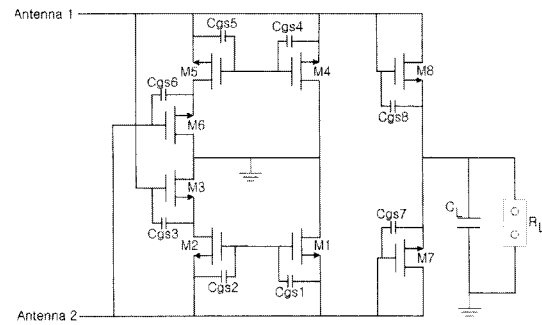 Antenna 1
Cgs5
Cgs4
M5
M4
M8
Cgs6
Cgs8
M6
M3
Cgs7
CL
RL
Cgs3
M2
M1
M7
Cgs2
Cgs1
Antenna 2